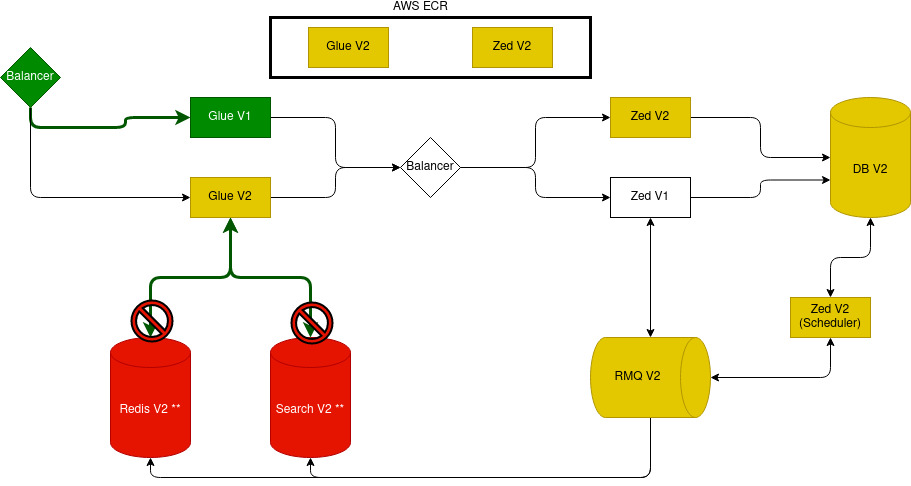 AWS ECR
Glue V2
Zed V2
Balancer
Glue V1
Zed V2
Balancer
DB V2
Glue V2
Zed V1
Zed V2
(Scheduler)
RMQ V2
Redis V2 **
Search V2 **